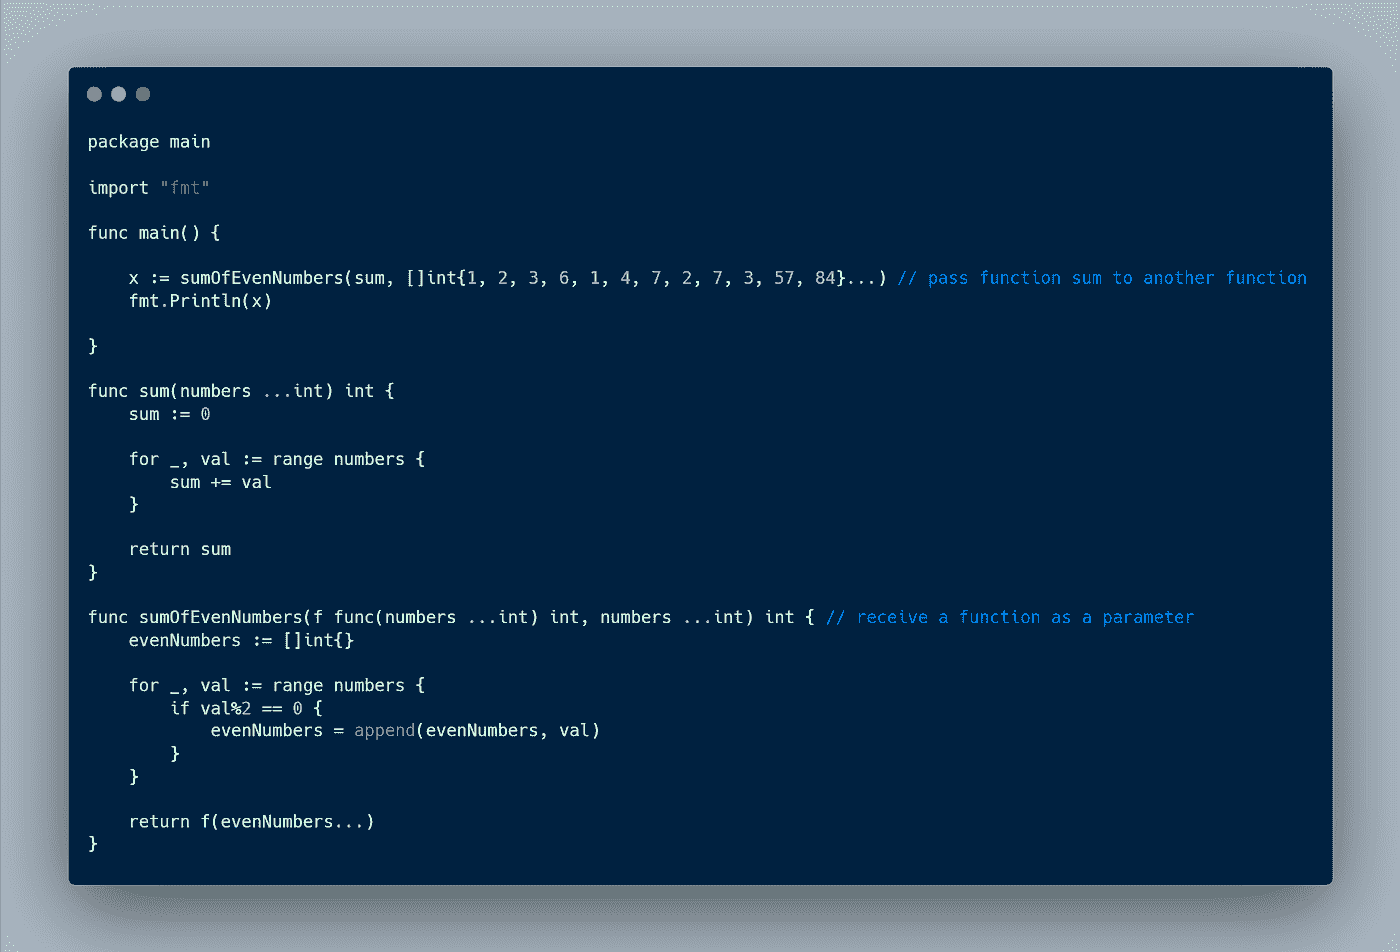 package main
import "fmt"
func main() {
x := sumOfEvenNumbers(sum, []int{1, 2, 3, 6, 1, 4, 7, 2, 7, 3, 57, 84}...) // pass function sum to another function
fmt.Println(x)
}
func sum(numbers ...int) int {
sum := 0
for _, val := range numbers {
sum += val
}
return sum
}
func sumOfEvenNumbers(f func(numbers ...int) int, numbers ...int) int { // receive a function as a parameter
evenNumbers := []int{}
for _, val := range numbers {
if val%2 == 0 {
evenNumbers = append(evenNumbers, val)
}
}
return f(evenNumbers...)
}